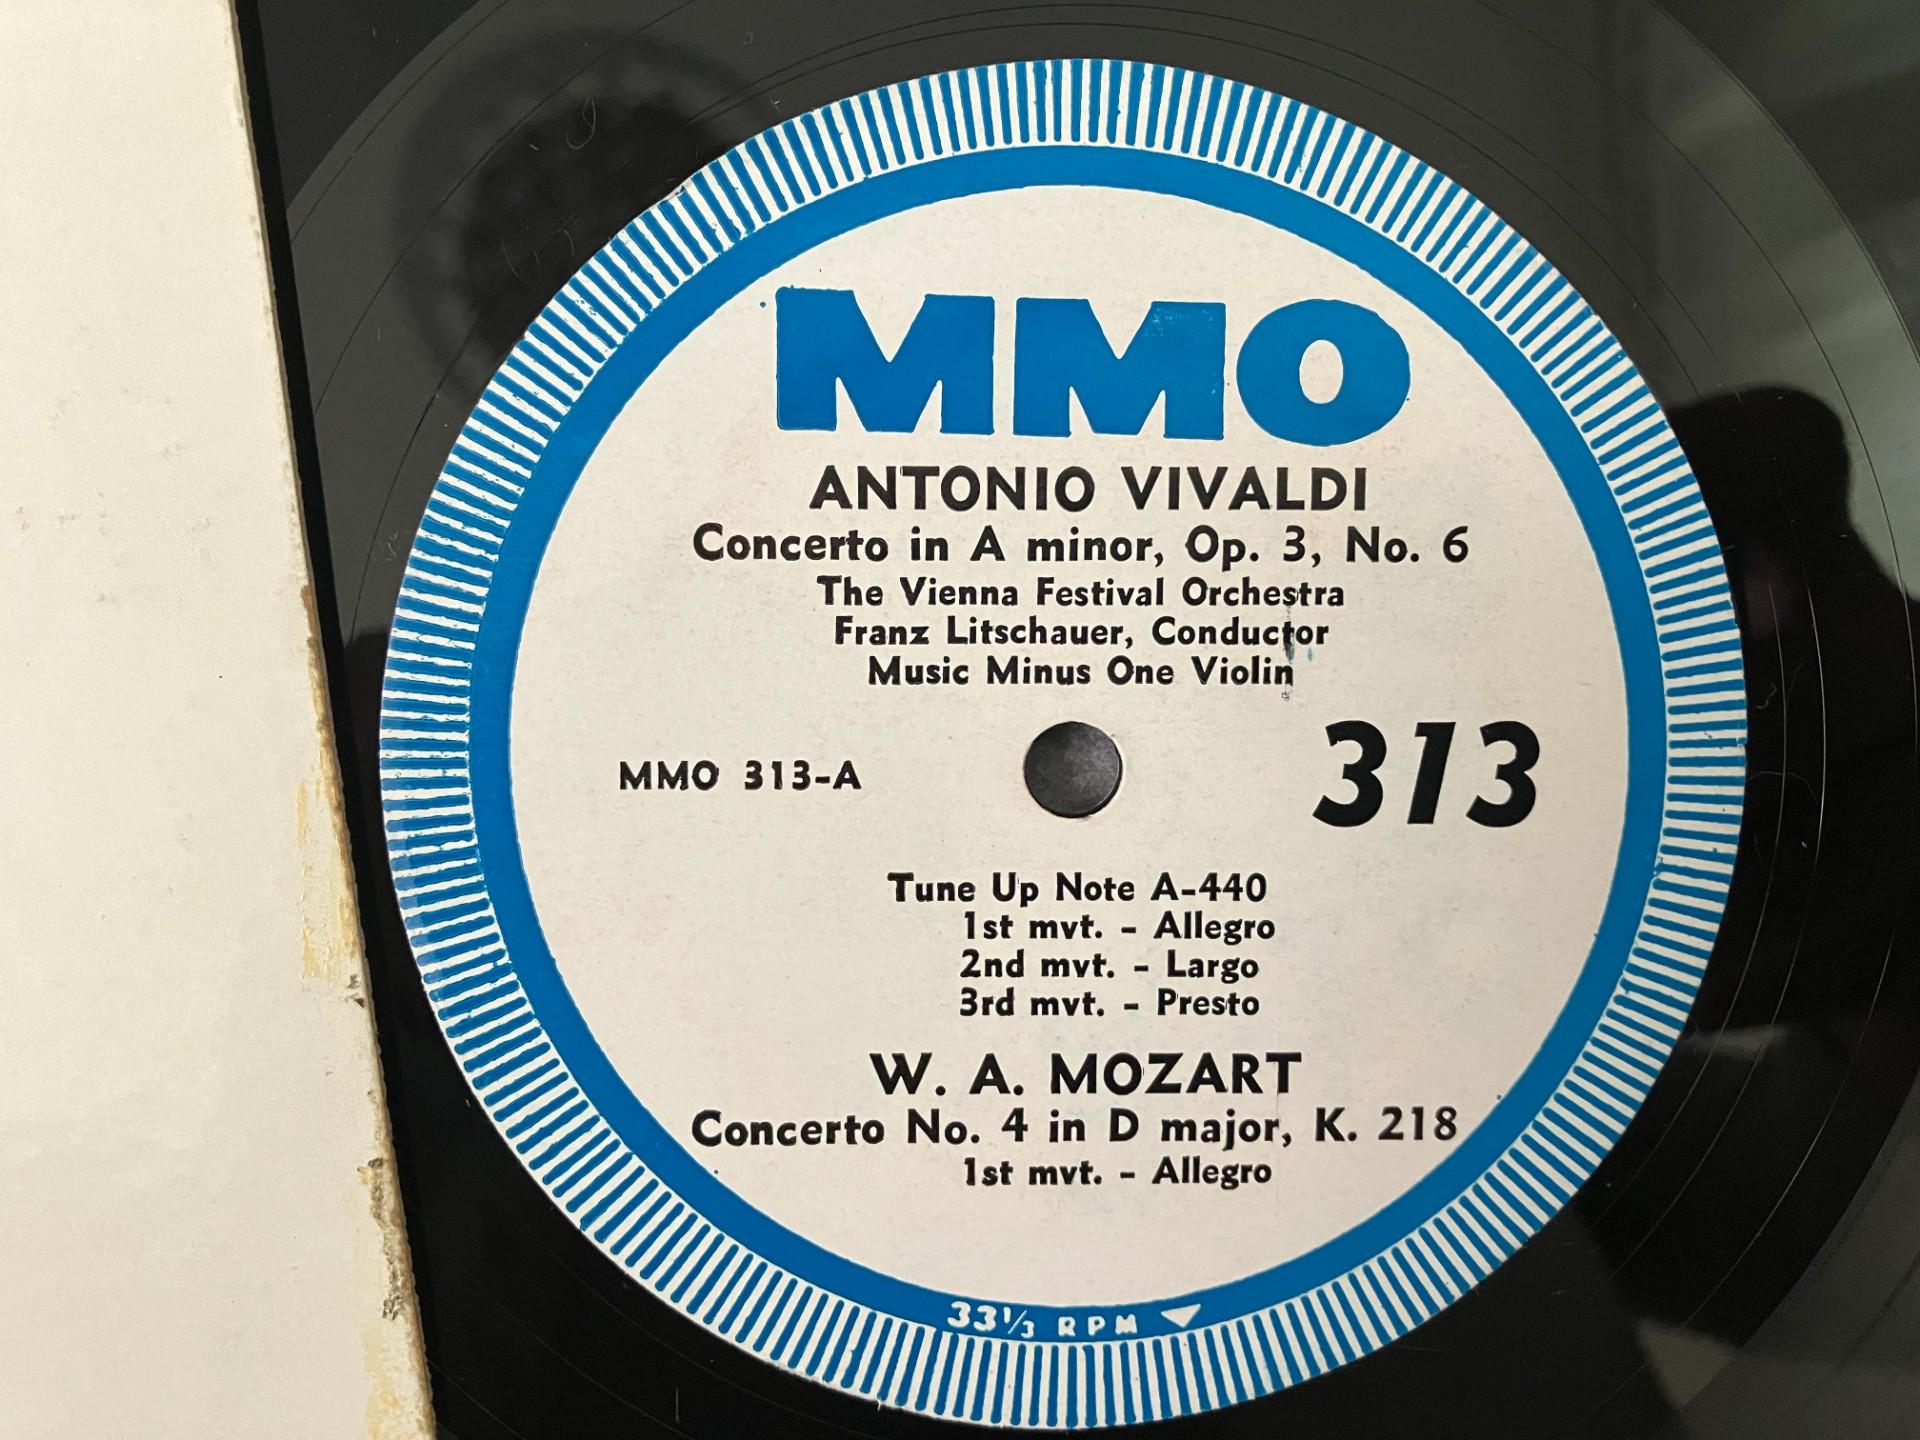 MMO
ANTONIO VIVALDI
Concerto in A minor, Op. 3, No. 6
The Vienna Festival Orchestra
Franz Litschauer, Conductor
Music Minus One Violin
MMO 313-A
313
Tune Up Note A-440
1st mvt. - Allegro
2nd mvt. - Largo
3rd mvt. - Presto
W. A. MOZART
Concerto No. 4 in D major, K. 218
1st mvt. - Allegro
33⅓ RPM